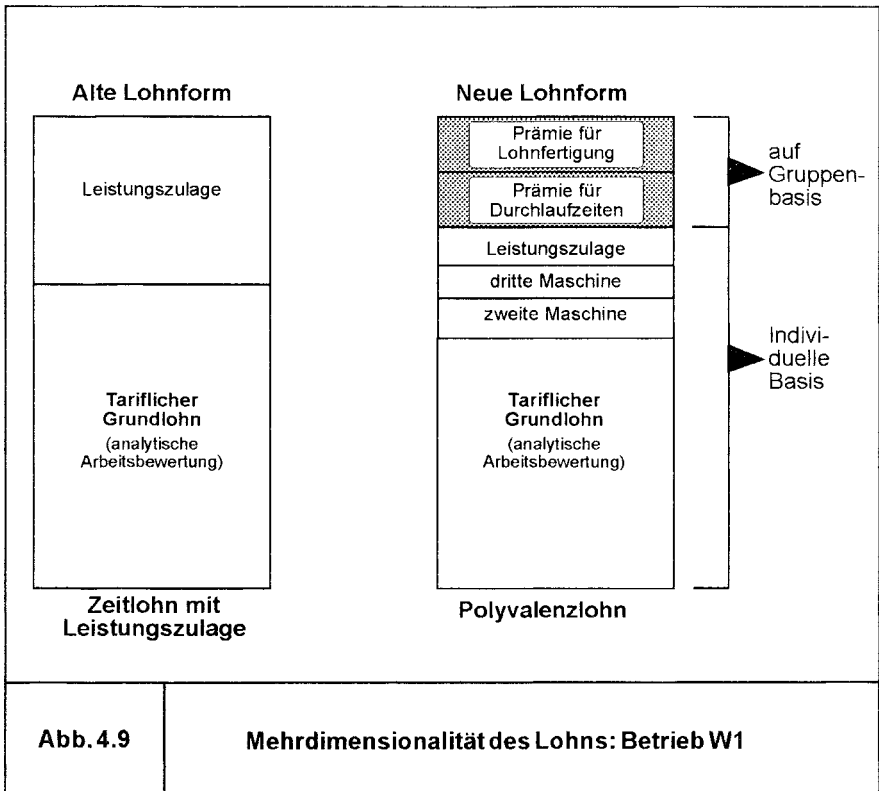 Alte Lohnform
Leistungszulage
Tariflicher
Grundlohn
(analytische
Arbeitsbewertung)
Zeitlohn mit
Leistungszulage
Neue Lohnform
Prämie für
Lohnfertigung
Prämie für
Durchlaufzeiten
Leistungszulage
dritte Maschine
zweite Maschine
Tariflicher
Grundlohn
(analytische
Arbeitsbewertung)
Polyvalenzlohn
auf
Gruppen-
basis
Indivi-
duelle
Basis
Abb. 4.9
Mehrdimensionalität des Lohns: Betrieb W1